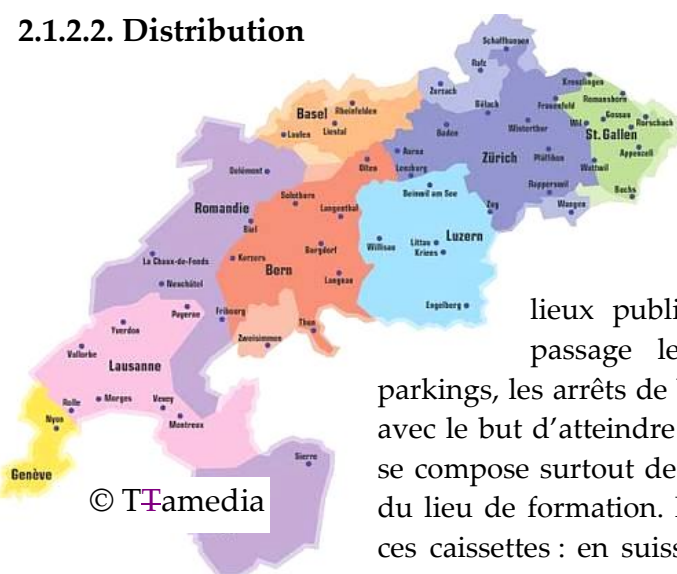 2.1.2.2. Distribution
Schaffhausen
Rafz
Kreuzlingen
Zurzach
Romanshorn
Bülach
Frauenfeld
Basel
Rheinfelden
Gossau
Rorschach
Laufen
Liestal
Baden
Winterthur
Wil
St. Gallen
Aarau
Zürich
Pfäffikon
Appenzell
Delémont
Olten
Lenzburg
Wattwil
Solothurn
Beinwil am See
Rapperswil
Buchs
Romandie
Langenthal
Zug
Wangen
Biel
Burgdorf
Willisau
Littau
Luzern
La Chaux-de-Fonds
Kerzers
Kriens
Bern
Langnau
Neuchâtel
Payerne
Fribourg
Thun
Engelberg
lieux publi
Yverdon
Zweisimmen
passage le
Vallorbe
Lausanne
parkings, les arrêts de
Rolle
Morges
Vevey
avec le but d’atteindre
Nyon
Montreux
se compose surtout de
Sierre
Genève
© TTamedia
du lieu de formation.
ces caissettes : en suiss